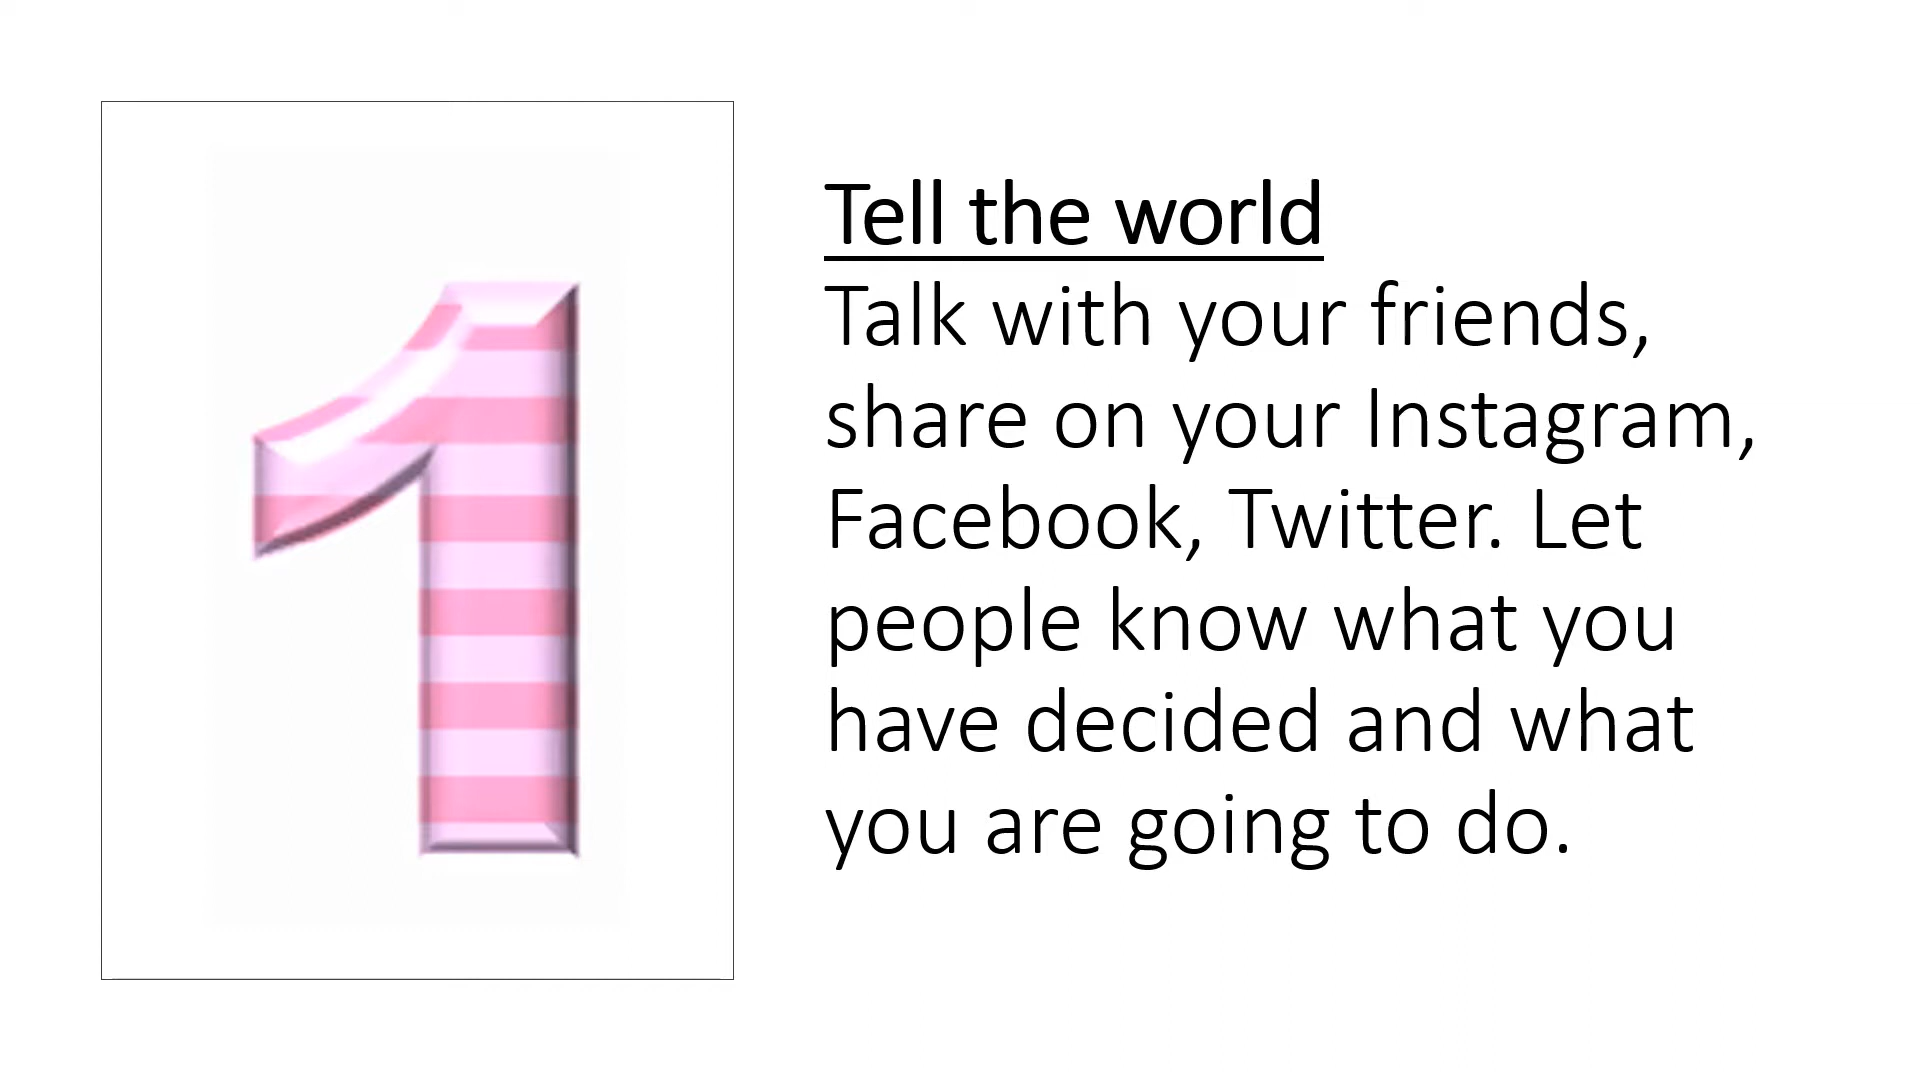 1
Tell the world
Talk with your friends,
share on your Instagram,
Facebook, Twitter. Let
people know what you
have decided and what
you are going to do.